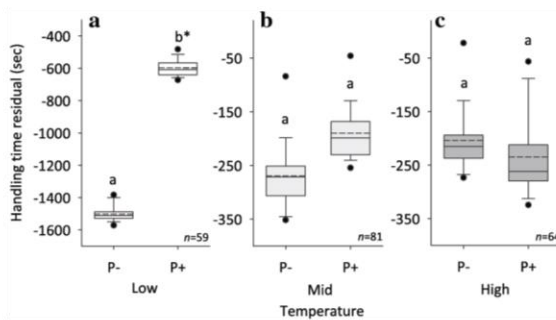 a b c
Handling time residual (sec)
-400
-600
-800
-1000
-1200
-1400
-1600
a
b*
n=59
P- P+
Low
-50
-150
-250
-350
a
a
n=81
P- P+
Mid
-50
-150
-250
-350
a
a
n=64
P- P+
High
Temperature